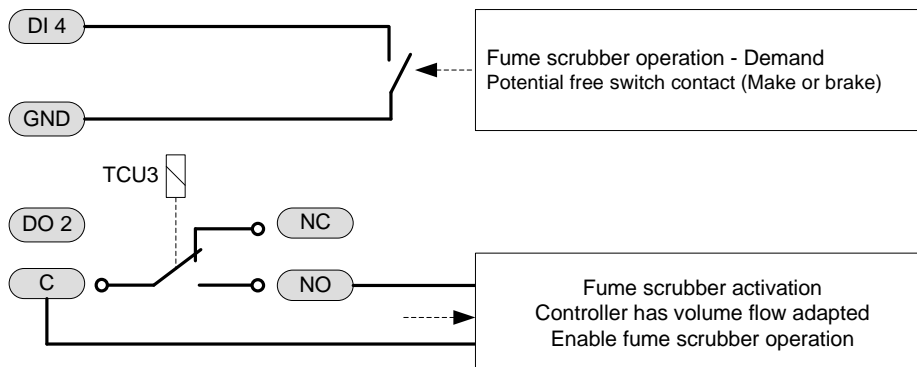 DI 4
Fume scrubber operation - Demand
Potential free switch contact (Make or brake)
GND
TCU3
DO 2
NC
C
NO
Fume scrubber activation
Controller has volume flow adapted
Enable fume scrubber operation